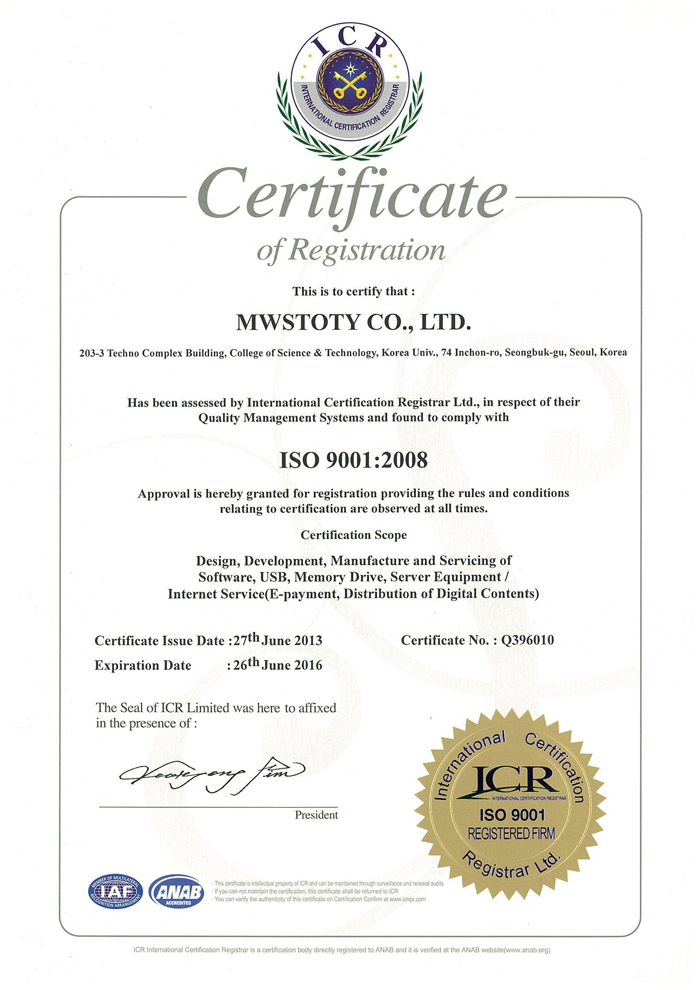 ICR
INTERNATIONAL CERTIFICATION REGISTRAR
Certificate
of Registration
This is to certify that :
MWSTOTY CO., LTD.
203-3 Techno Complex Building, College of Science & Technology, Korea Univ., 74 Inchon-ro, Seongbuk-gu, Seoul, Korea
Has been assessed by International Certification Registrar Ltd., in respect of their
Quality Management Systems and found to comply with
ISO 9001:2008
Approval is hereby granted for registration providing the rules and conditions
relating to certification are observed at all times.
Certification Scope
Design, Development, Manufacture and Servicing of
Software, USB, Memory Drive, Server Equipment /
Internet Service(E-payment, Distribution of Digital Contents)
Certificate Issue Date :27th June 2013
Certificate No. : Q396010
Expiration Date : 26th June 2016
The Seal of ICR Limited was here to affixed
in the presence of :
President
International Certification
ICR
INTERNATIONAL CERTIFICATION REGISTRAR
ISO 9001
REGISTERED FIRM
Registrar Ltd.
MEMBER OF MULTILATERAL
IAF
RECOGNITION ARRANGEMENT
ANAB
ACCREDITED
- This certificate is intellectual property of ICR and can be maintained through surveillance and renewal audits
- If you can not maintain the certification, this certificate shall be returned to ICR
- You can verify the authenticity of this certificate on Certification Confirm at www.icrqa.com
ICR International Certification Registrar is a certification body directly registered to ANAB and it is verified at the ANAB website(www.anab.org)